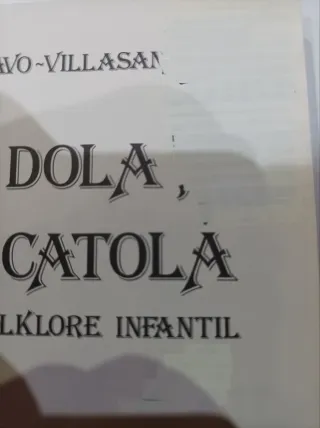 AVO-VILLASAN
DOLA,
CATOLA
LKLORE INFANTIL